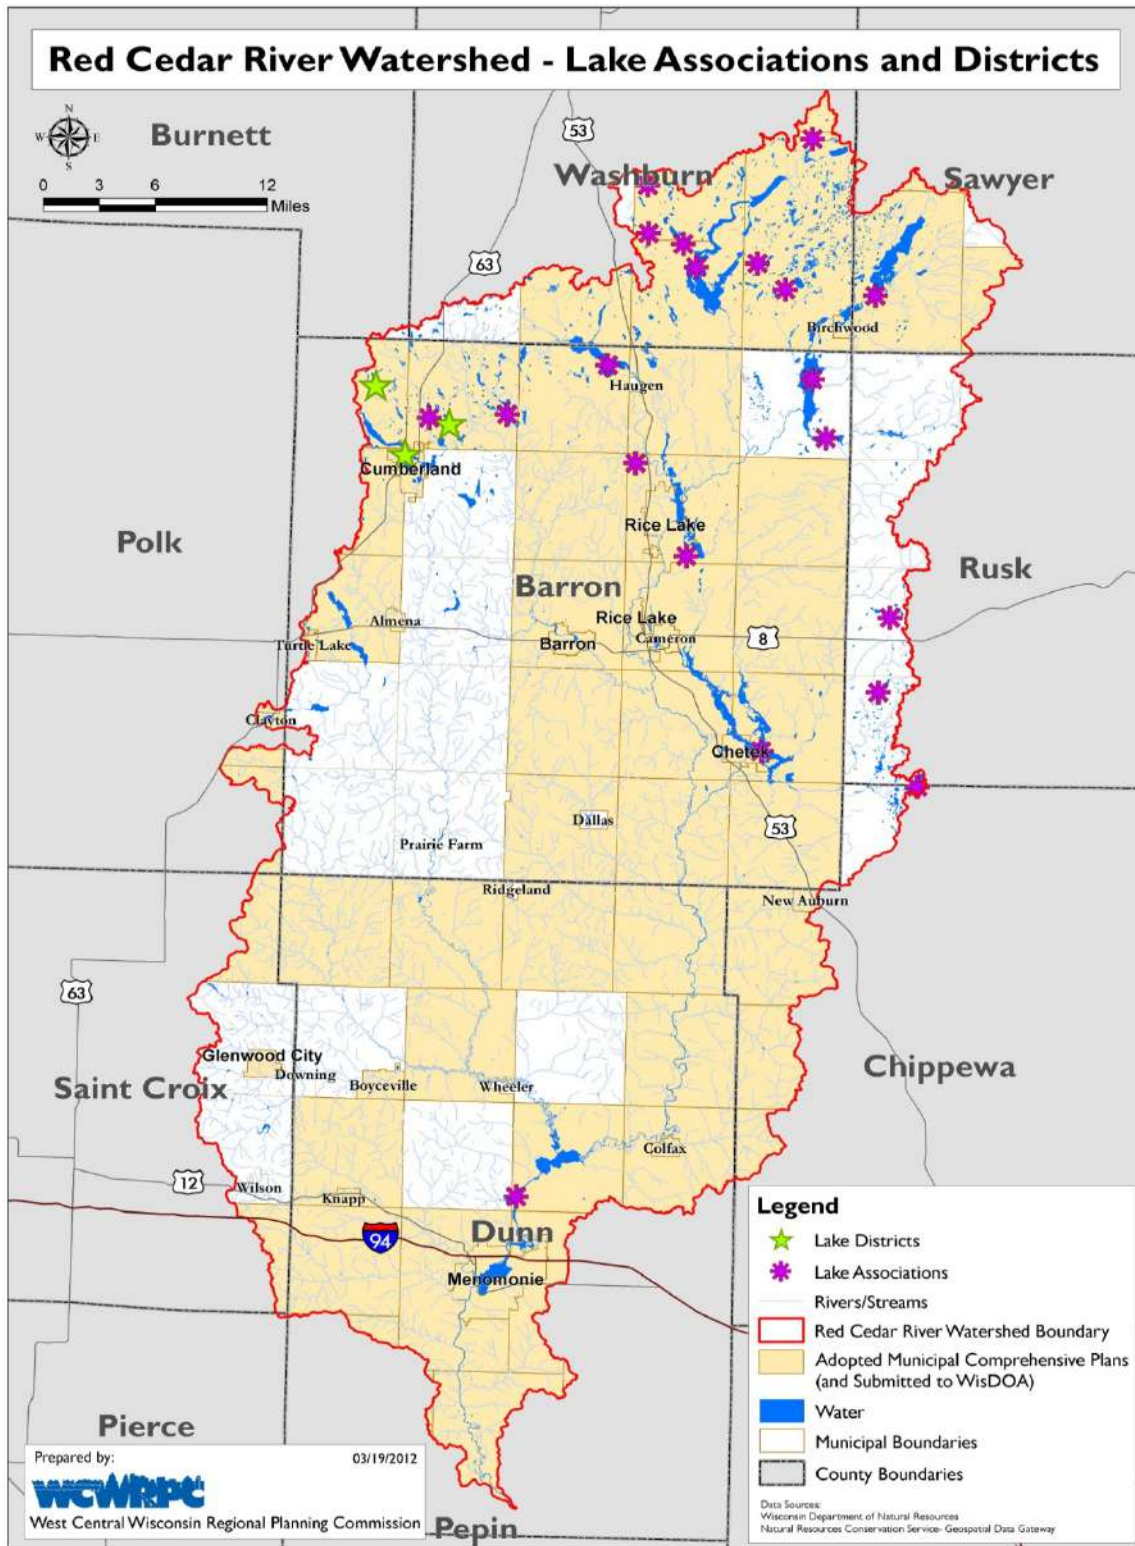 Red Cedar River Watershed - Lake Associations and Districts
N
W E
S
0 3 6 12
Miles
Burnett
53
Washburn
Sawyer
63
Birchwood
Haugen
Cumberland
Rice Lake
Polk
Barron
Rusk
Rice Lake
Almena
Turtle Lake
Barron
Cameron
8
Clayton
Chetek
Dallas
53
Prairie Farm
Ridgeland
New Auburn
63
Glenwood City
Downing
Boyceville
Wheeler
Saint Croix
Chippewa
Colfax
12
Wilson
Knapp
94
Dunn
Menomonie
Pierce
Pepin
Legend
Lake Districts
Lake Associations
Rivers/Streams
Red Cedar River Watershed Boundary
Adopted Municipal Comprehensive Plans
(and Submitted to WisDOA)
Water
Municipal Boundaries
County Boundaries
Data Sources:
Wisconsin Department of Natural Resources
Natural Resources Conservation Service- Geospatial Data Gateway
Prepared by: 03/19/2012
wcwrpc
West Central Wisconsin Regional Planning Commission